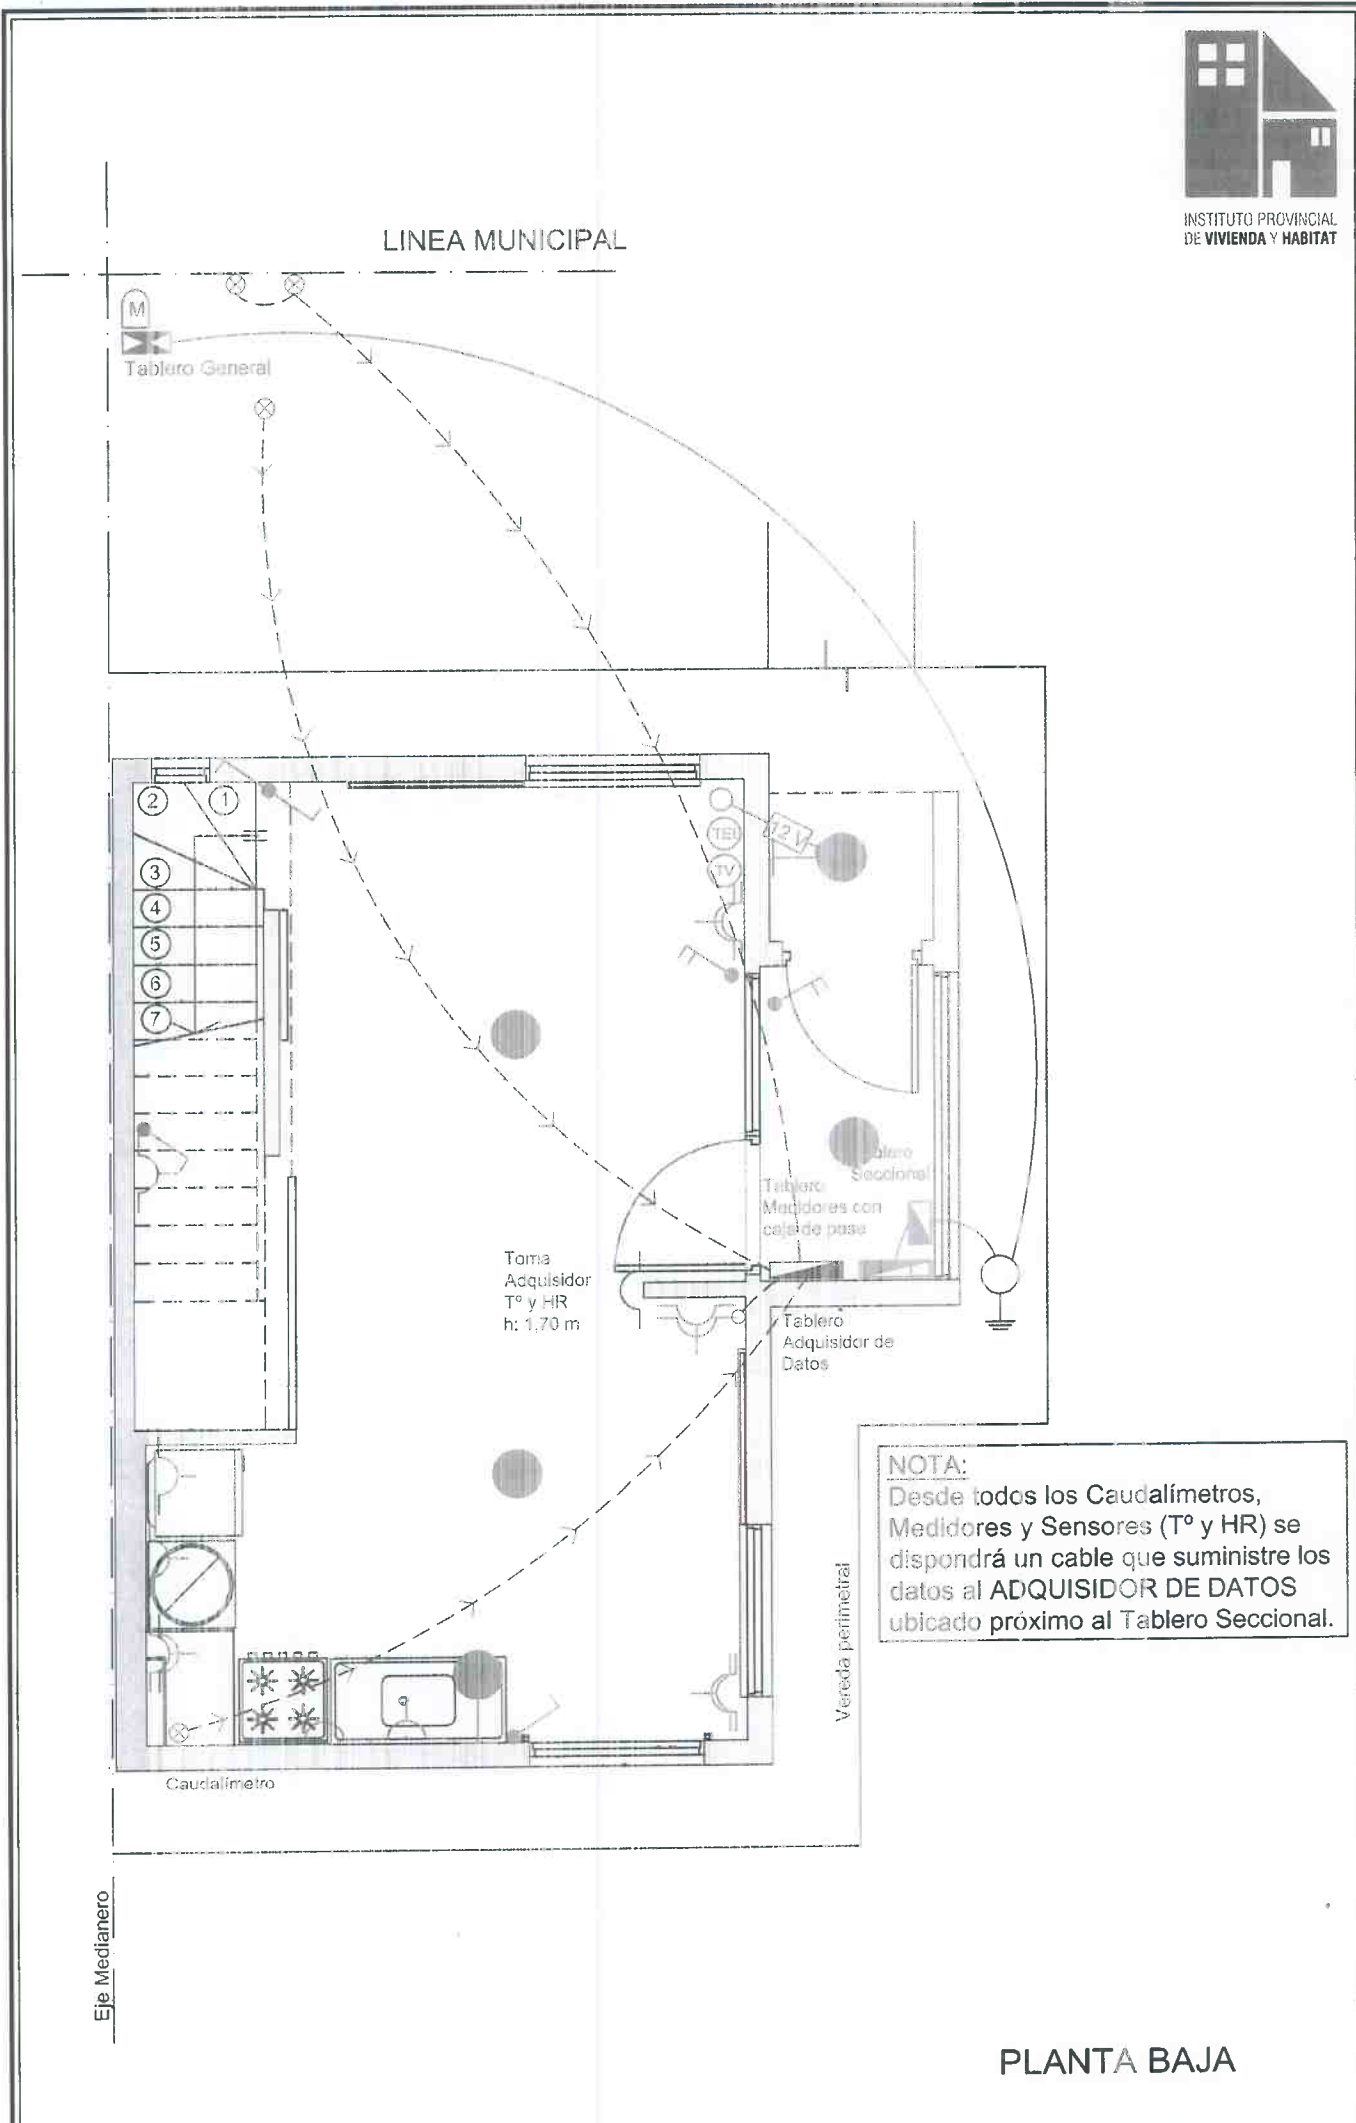 INSTITUTO PROVINCIAL
DE VIVIENDA Y HABITAT
LINEA MUNICIPAL
M
Tablero General
2
1
3
4
5
6
7
TEL
TV
12 V
Tablero
Seccional
Tablero
Medidores con
caja de pase
Toma
Adquisidor
Tº y HR
h: 1,70 m
Tablero
Adquisidor de
Datos
NOTA:
Desde todos los Caudalímetros,
Medidores y Sensores (Tº y HR) se
dispondrá un cable que suministre los
datos al ADQUISIDOR DE DATOS
ubicado próximo al Tablero Seccional.
Vereda perimetral
Caudalímetro
Eje Medianero
PLANTA BAJA